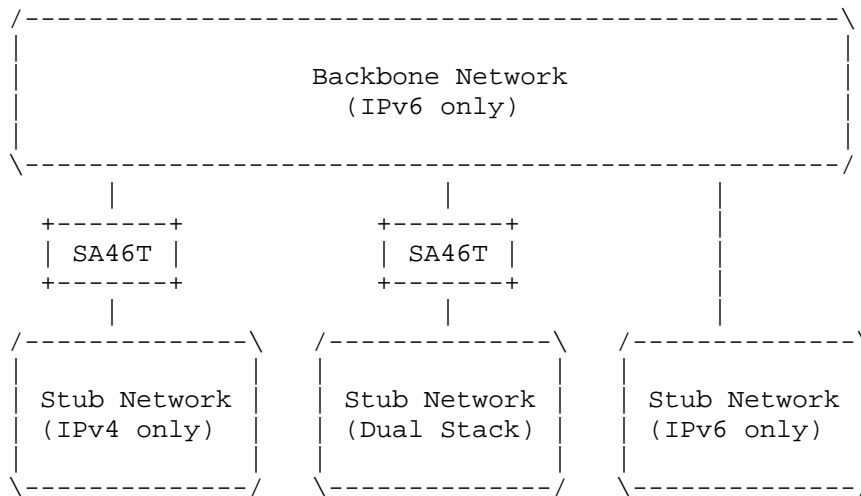 Backbone Network
(IPv6 only)
SA46T SA46T
Stub Network Stub Network Stub Network
(IPv4 only) (Dual Stack) (IPv6 only)